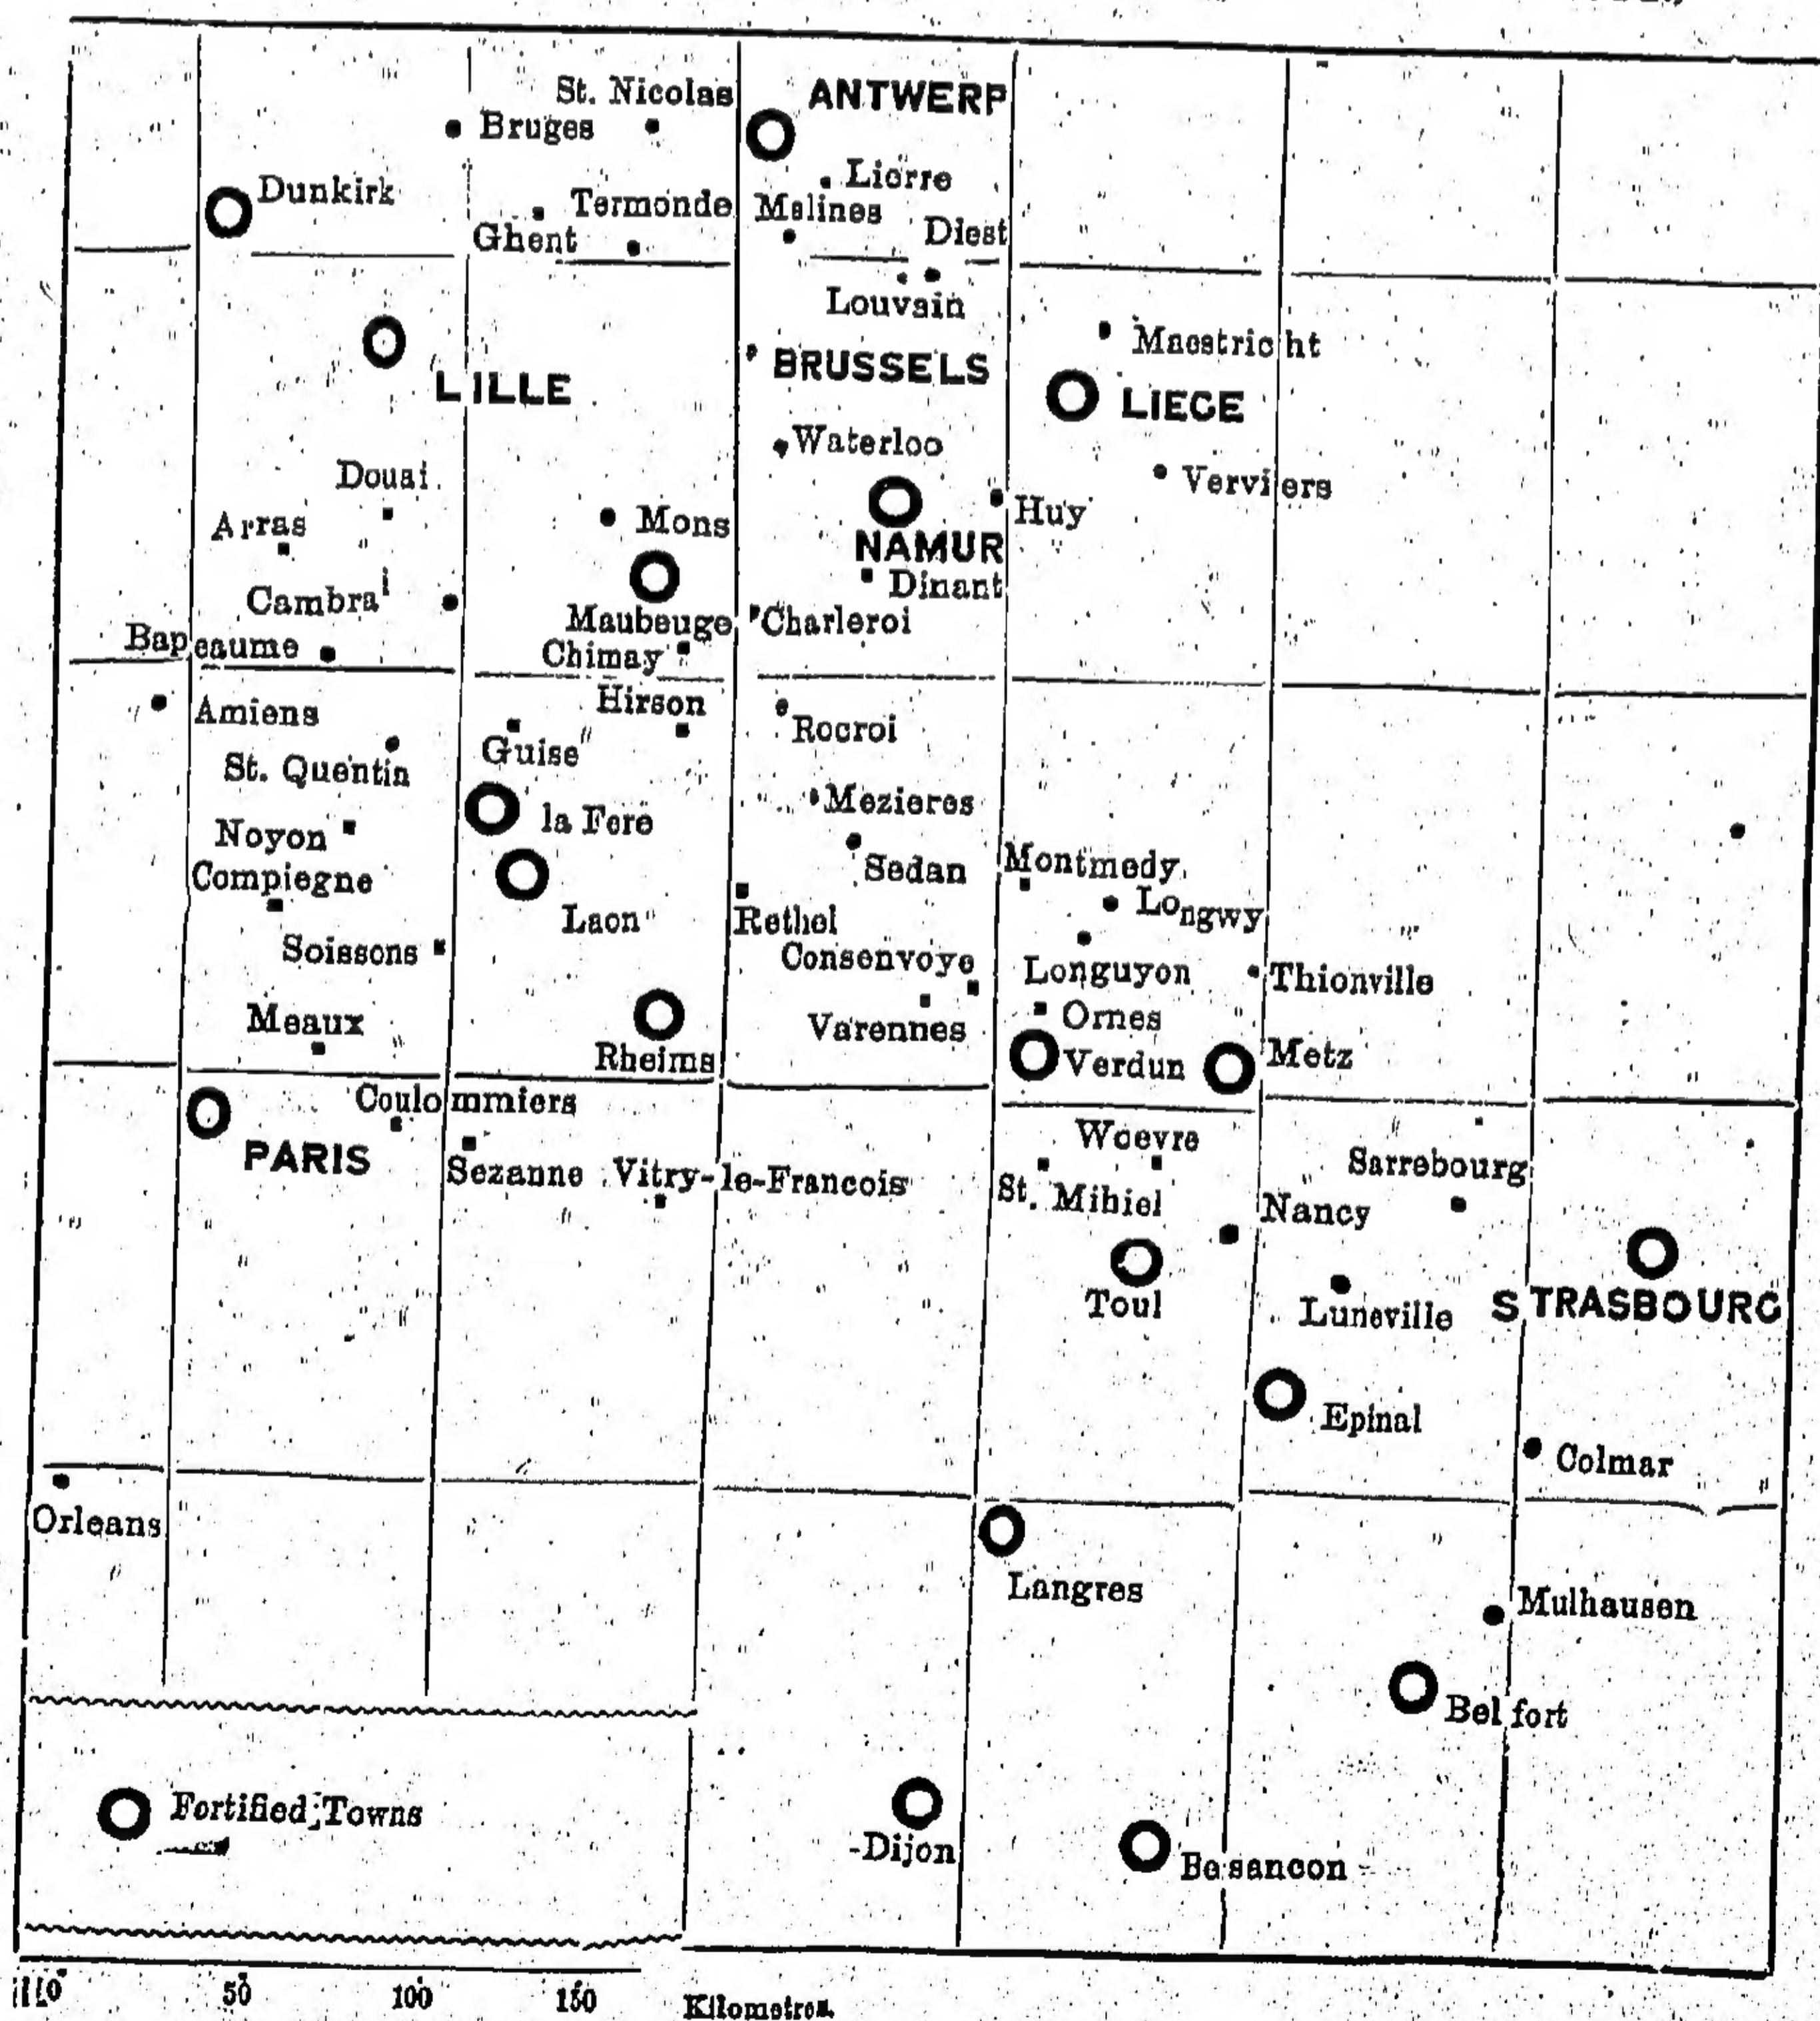 St. Nicolas
ANTWERP
Bruges
Dunkirk
Lierre
Termonde
Malines
Ghent
Diest
Louvain
Maestricht
BRUSSELS
LILLE
LIEGE
Waterloo
Douai
Verviers
Arras
Mons
Huy
NAMUR
Dinant
Cambrai
Maubeuge
Charleroi
Bapeaume
Chimay
Amiens
Hirson
Rocroi
St. Quentin
Guise
Mezieres
Noyon
la Fere
Sedan
Montmedy
Compiegne
Longwy
Laon
Rethel
Soissons
Consenvoye
Longuyon
Thionville
Meaux
Varennes
Ornes
Rheims
Verdun
Metz
Coulommiers
PARIS
Woevre
Sarrebourg
Sezanne
Vitry-le-Francois
St. Mihiel
Nancy
Toul
Luneville
STRASBOURG
Epinal
Colmar
Orleans
Langres
Mulhausen
Belfort
Fortified Towns
-Dijon
Besancon
0 50 100 150 Kilometres.